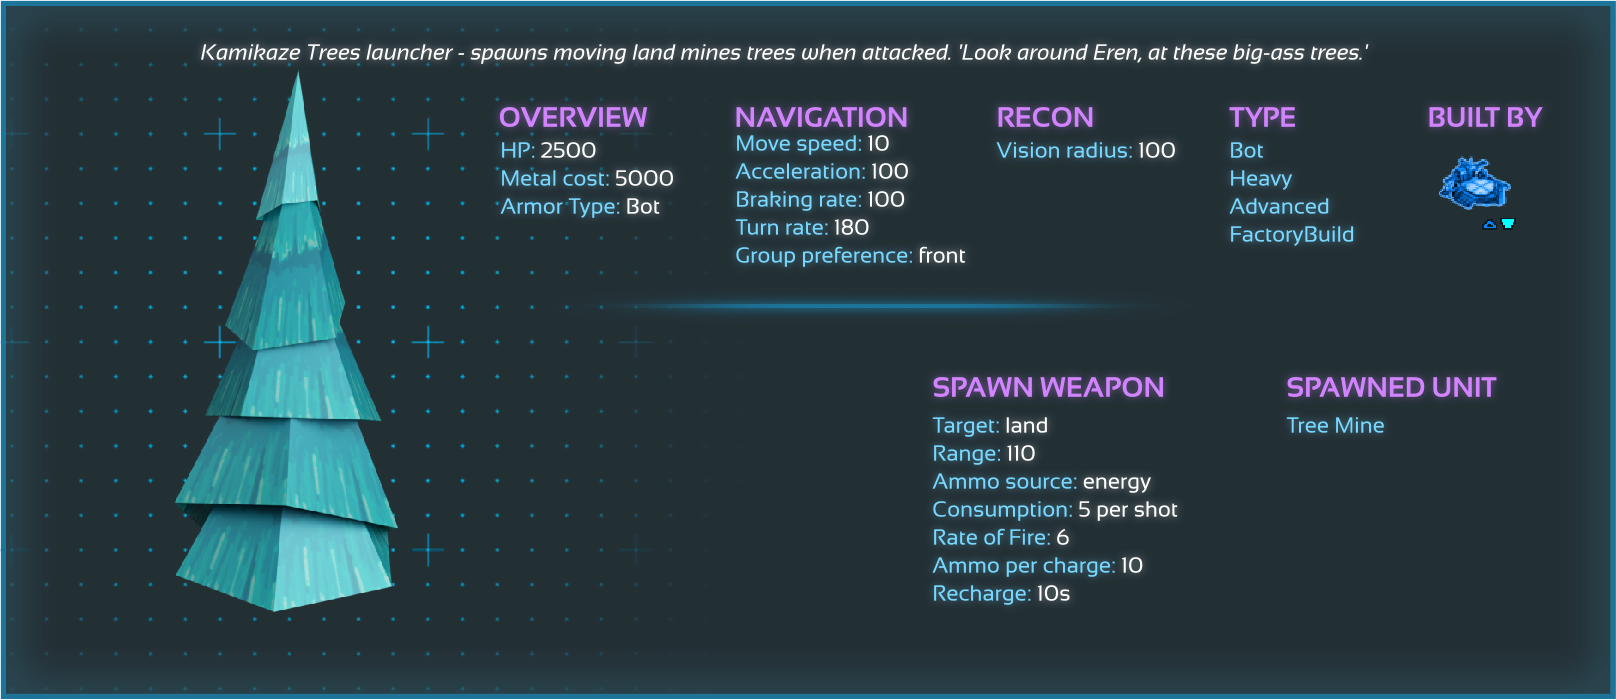 Kamikaze Trees launcher - spawns moving land mines trees when attacked. 'Look around Eren, at these big-ass trees.'
OVERVIEW
HP: 2500
Metal cost: 5000
Armor Type: Bot
NAVIGATION
Move speed: 10
Acceleration: 100
Braking rate: 100
Turn rate: 180
Group preference: front
RECON
Vision radius: 100
TYPE
Bot
Heavy
Advanced
FactoryBuild
BUILT BY
SPAWN WEAPON
Target: land
Range: 110
Ammo source: energy
Consumption: 5 per shot
Rate of Fire: 6
Ammo per charge: 10
Recharge: 10s
SPAWNED UNIT
Tree Mine